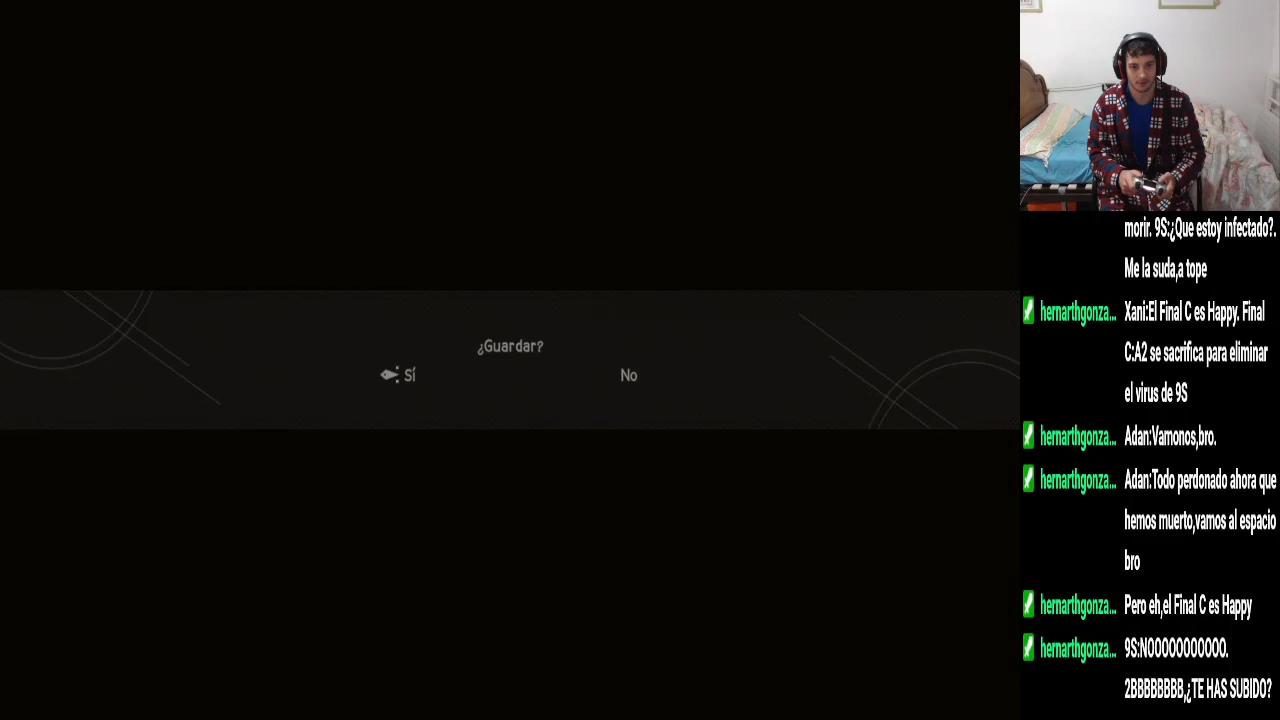 ¿Guardar?
Sí
No
morir. 9S:¿Que estoy infectado?.
Me la suda,a tope
hernarthgonza... Xani:El Final C es Happy. Final
C:A2 se sacrifica para eliminar
el virus de 9S
hernarthgonza... Adan:Vamonos,bro.
hernarthgonza... Adan:Todo perdonado ahora que
hemos muerto,vamos al espacio
bro
hernarthgonza... Pero eh,el Final C es Happy
hernarthgonza... 9S:NOOOOOOOOOOO.
2BBBBBBBB,¿TE HAS SUBIDO?